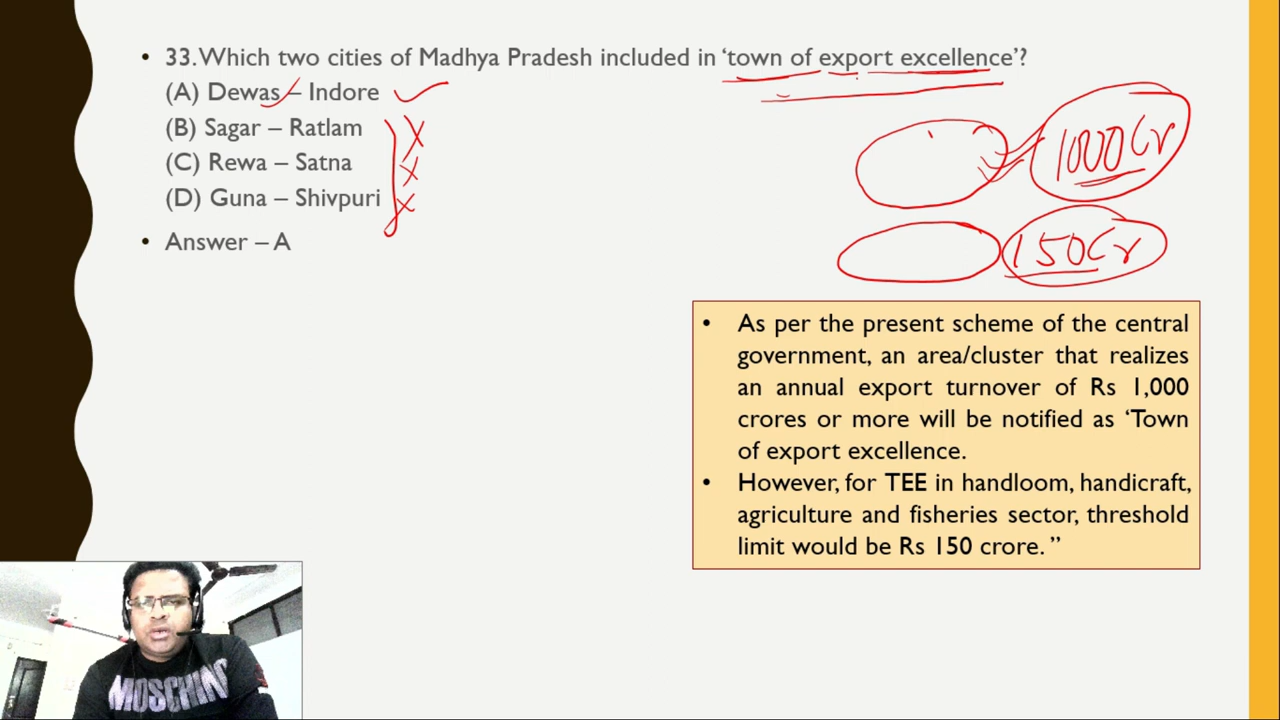 • 33. Which two cities of Madhya Pradesh included in ‘town of export excellence’?
(A) Dewas – Indore
(B) Sagar – Ratlam
(C) Rewa – Satna
(D) Guna – Shivpuri
• Answer – A
1000 Cr
150 Cr
• As per the present scheme of the central
government, an area/cluster that realizes
an annual export turnover of Rs 1,000
crores or more will be notified as ‘Town
of export excellence.
• However, for TEE in handloom, handicraft,
agriculture and fisheries sector, threshold
limit would be Rs 150 crore. ”
MOSCHINO